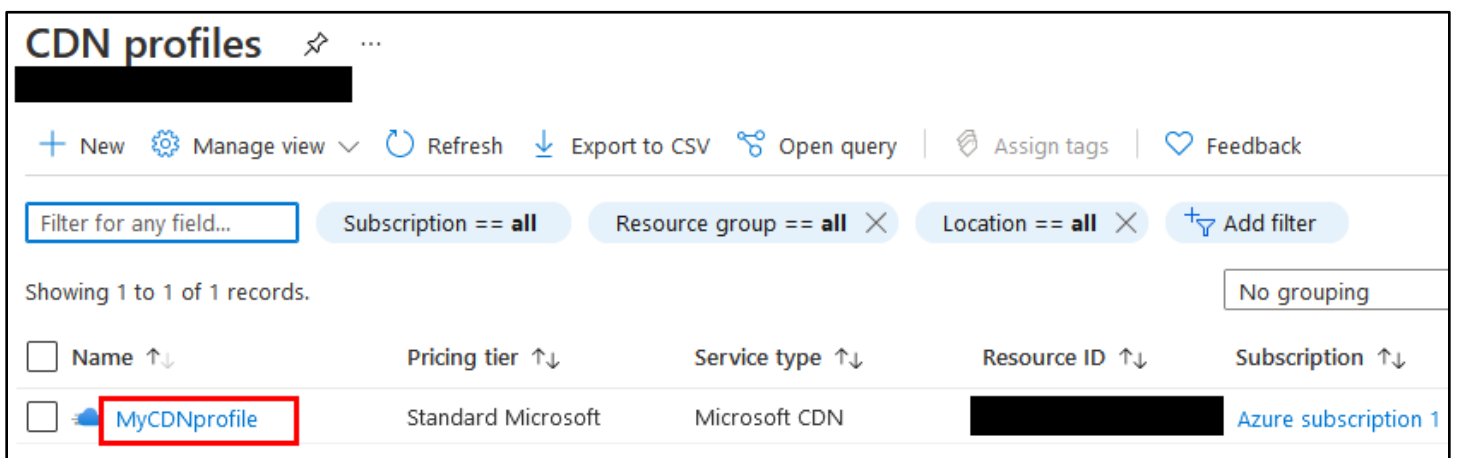 CDN profiles ...
New Manage view Refresh Export to CSV Open query Assign tags Feedback
Filter for any field... Subscription == all Resource group == all Location == all Add filter
Showing 1 to 1 of 1 records. No grouping
Name ↑↓ Pricing tier ↑↓ Service type ↑↓ Resource ID ↑↓ Subscription ↑↓
MyCDNprofile Standard Microsoft Microsoft CDN Azure subscription 1